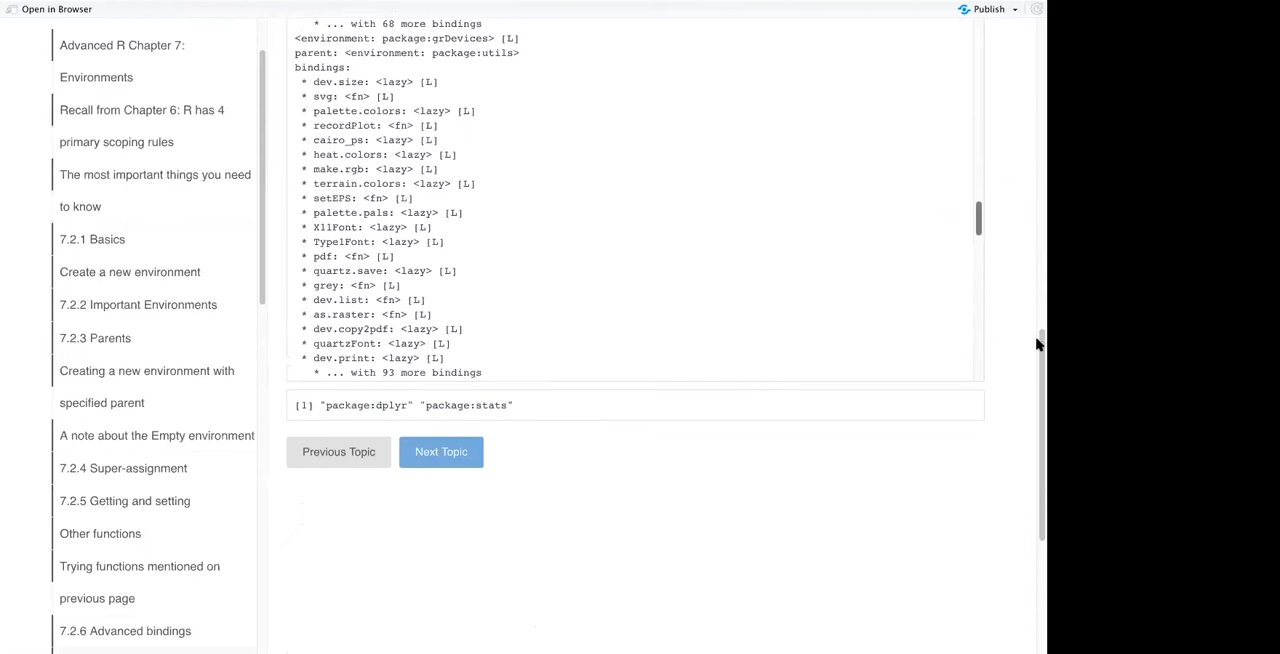 Open in Browser
Publish
Advanced R Chapter 7:
Environments
Recall from Chapter 6: R has 4
primary scoping rules
The most important things you need
to know
7.2.1 Basics
Create a new environment
7.2.2 Important Environments
7.2.3 Parents
Creating a new environment with
specified parent
A note about the Empty environment
7.2.4 Super-assignment
7.2.5 Getting and setting
Other functions
Trying functions mentioned on
previous page
7.2.6 Advanced bindings
* ... with 68 more bindings
<environment: package:grDevices> [L]
parent: <environment: package:utils>
bindings:
* dev.size: <lazy> [L]
* svg: <fn> [L]
* palette.colors: <lazy> [L]
* recordPlot: <fn> [L]
* cairo_ps: <lazy> [L]
* heat.colors: <lazy> [L]
* make.rgb: <lazy> [L]
* terrain.colors: <lazy> [L]
* setEPS: <fn> [L]
* palette.pals: <lazy> [L]
* X11Font: <lazy> [L]
* Type1Font: <lazy> [L]
* pdf: <fn> [L]
* quartz.save: <lazy> [L]
* grey: <fn> [L]
* dev.list: <fn> [L]
* as.raster: <fn> [L]
* dev.copy2pdf: <lazy> [L]
* quartzFont: <lazy> [L]
* dev.print: <lazy> [L]
* ... with 93 more bindings
[1] "package:dplyr" "package:stats"
Previous Topic
Next Topic